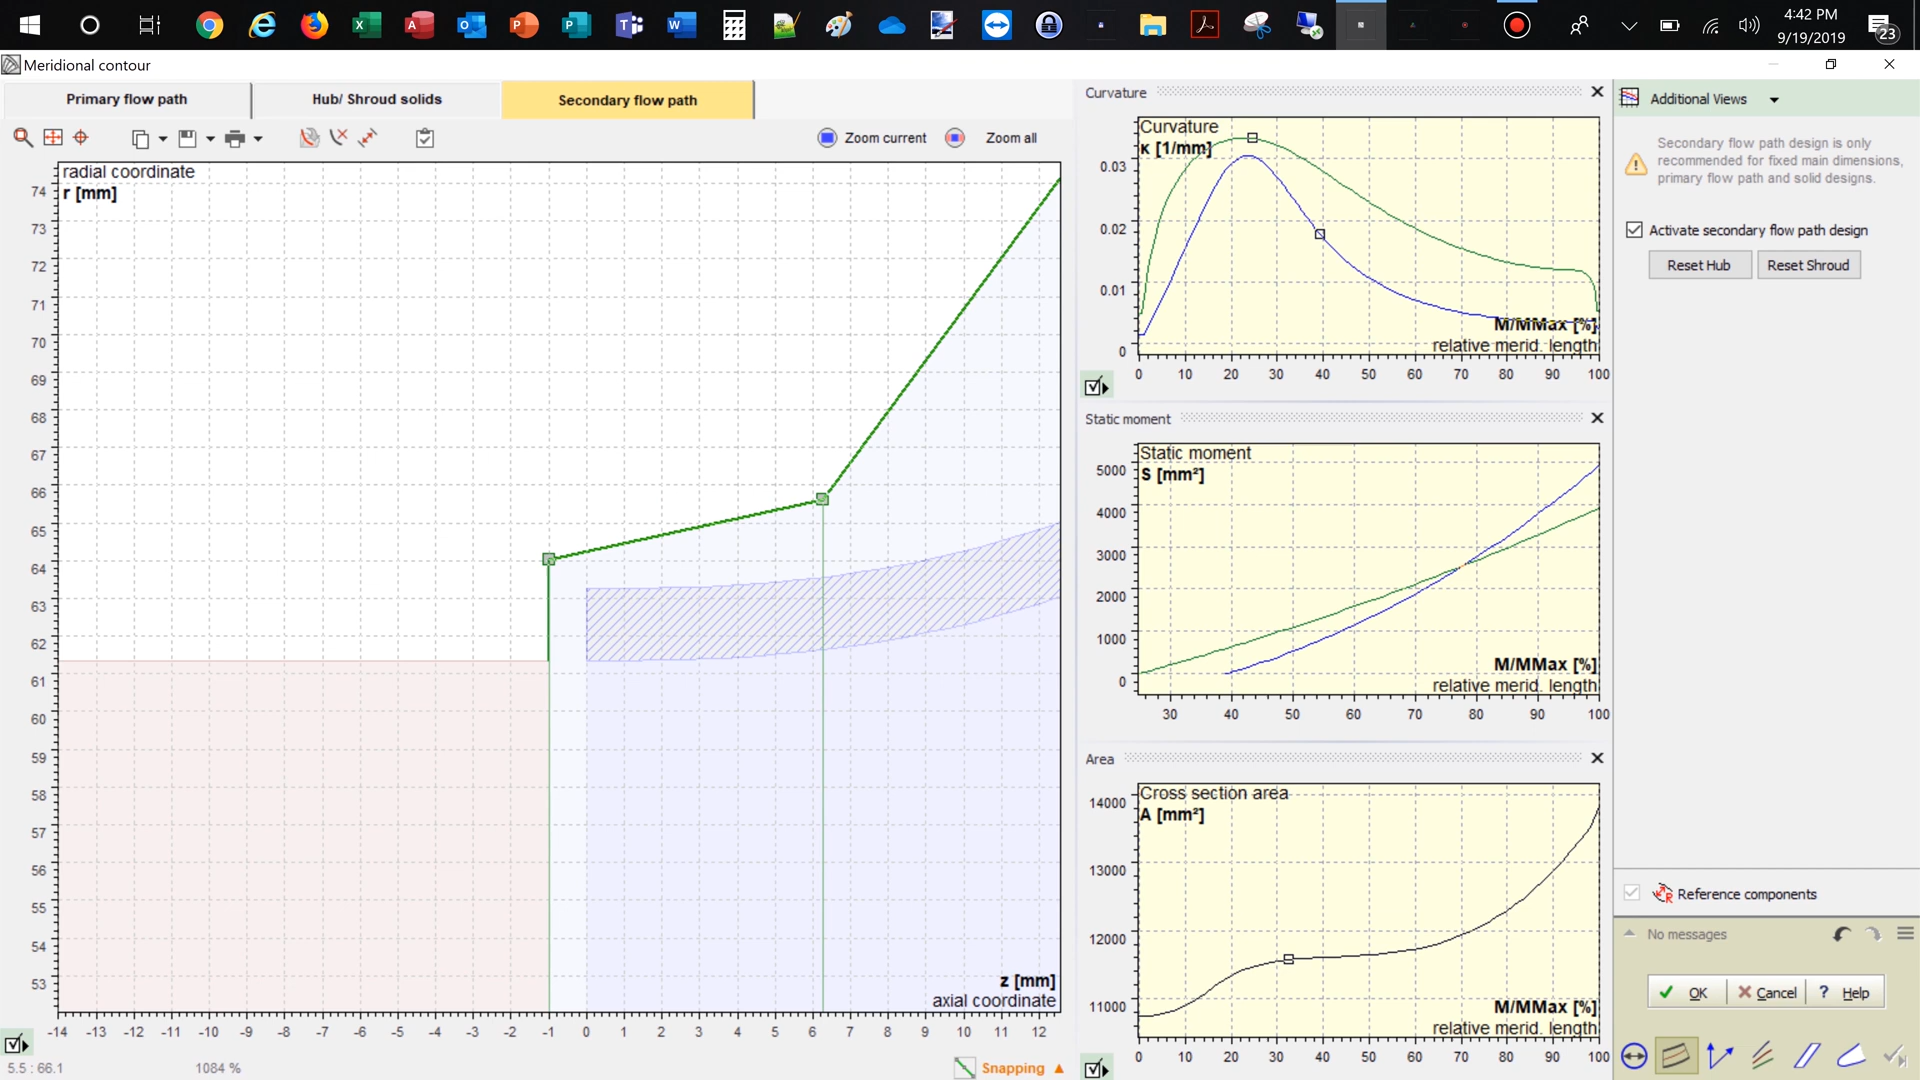 4:42 PM
9/19/2019
23
Meridional contour
Primary flow path
Hub/ Shroud solids
Secondary flow path
Zoom current
Zoom all
radial coordinate
r [mm]
74
73
72
71
70
69
68
67
66
65
64
63
62
61
60
59
58
57
56
55
54
53
z [mm]
axial coordinate
-14 -13 -12 -11 -10 -9 -8 -7 -6 -5 -4 -3 -2 -1 0 1 2 3 4 5 6 7 8 9 10 11 12
5.5 : 66.1
1084 %
Snapping
Curvature
Curvature
κ [1/mm]
0.03
0.02
0.01
0
M/MMax [%]
relative merid. length
0 10 20 30 40 50 60 70 80 90 100
Static moment
Static moment
S [mm²]
5000
4000
3000
2000
1000
0
M/MMax [%]
relative merid. length
30 40 50 60 70 80 90 100
Area
Cross section area
A [mm²]
14000
13000
12000
11000
M/MMax [%]
relative merid. length
0 10 20 30 40 50 60 70 80 90 100
Additional Views
Secondary flow path design is only
recommended for fixed main dimensions,
primary flow path and solid designs.
Activate secondary flow path design
Reset Hub
Reset Shroud
Reference components
No messages
OK
Cancel
? Help